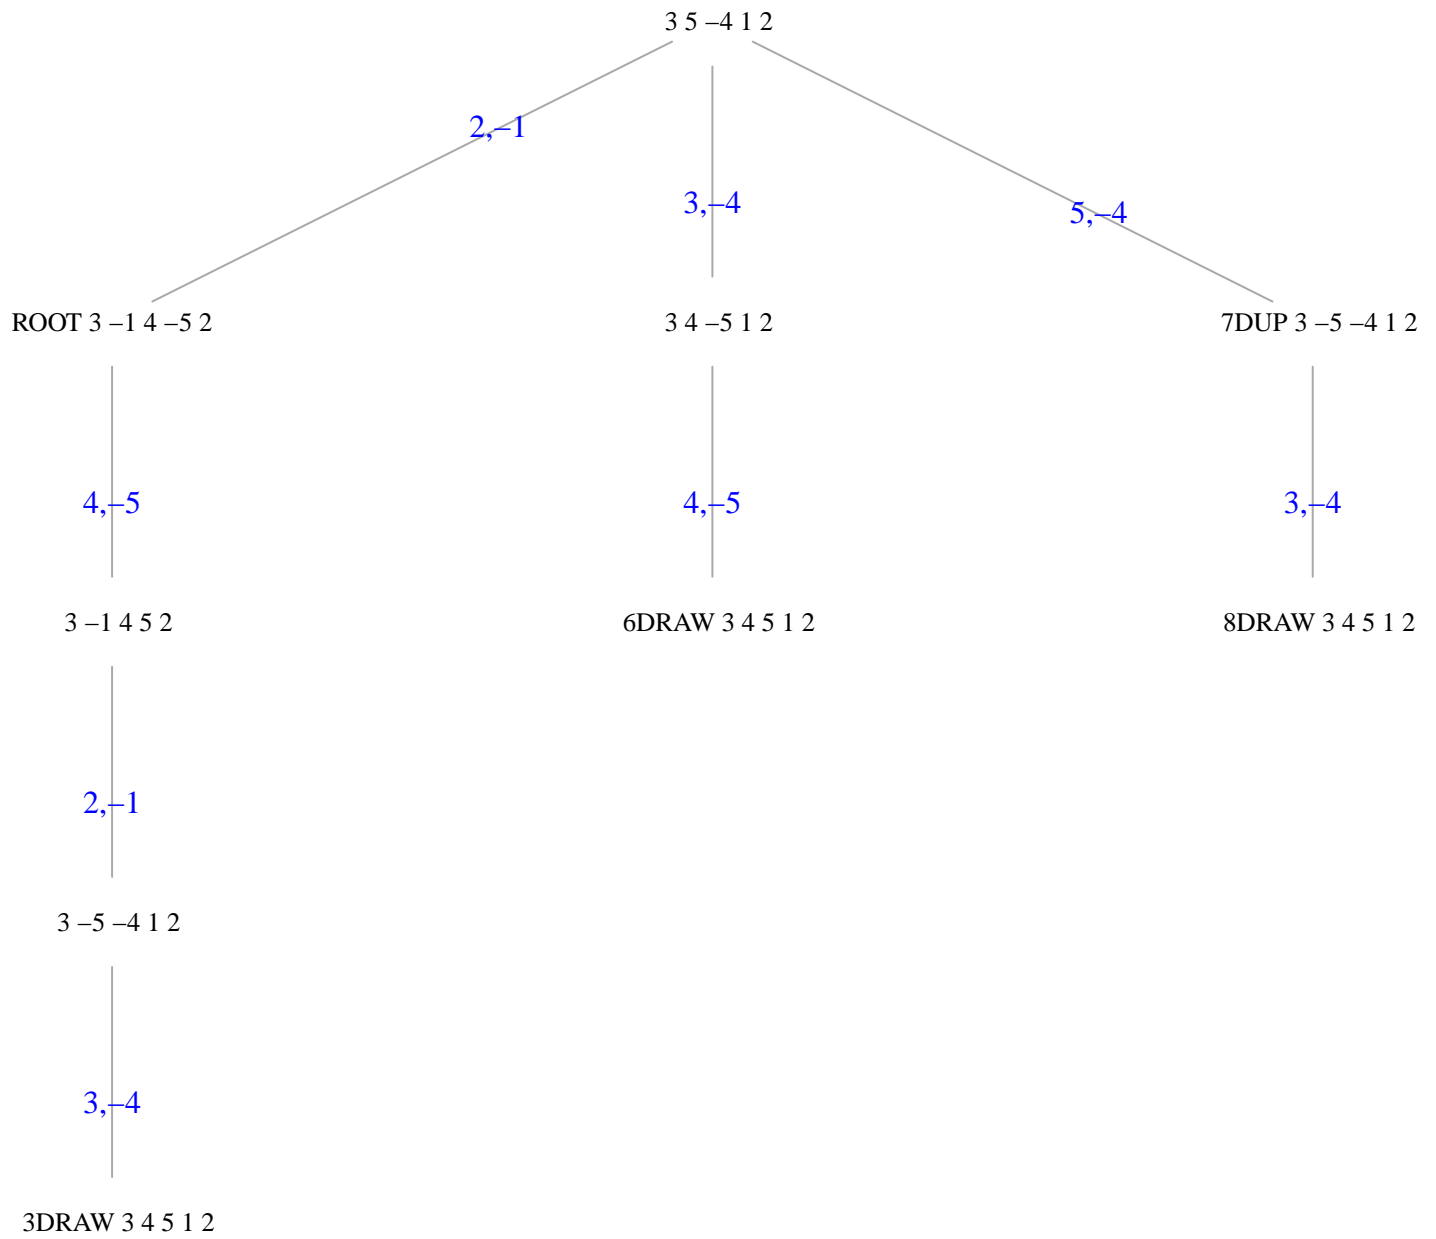 3 5 –4 1 2
2,–1
3,–4
5,–4
ROOT 3 –1 4 –5 2
3 4 –5 1 2
7DUP 3 –5 –4 1 2
4,–5
4,–5
3,–4
3 –1 4 5 2
6DRAW 3 4 5 1 2
8DRAW 3 4 5 1 2
2,–1
3 –5 –4 1 2
3,–4
3DRAW 3 4 5 1 2